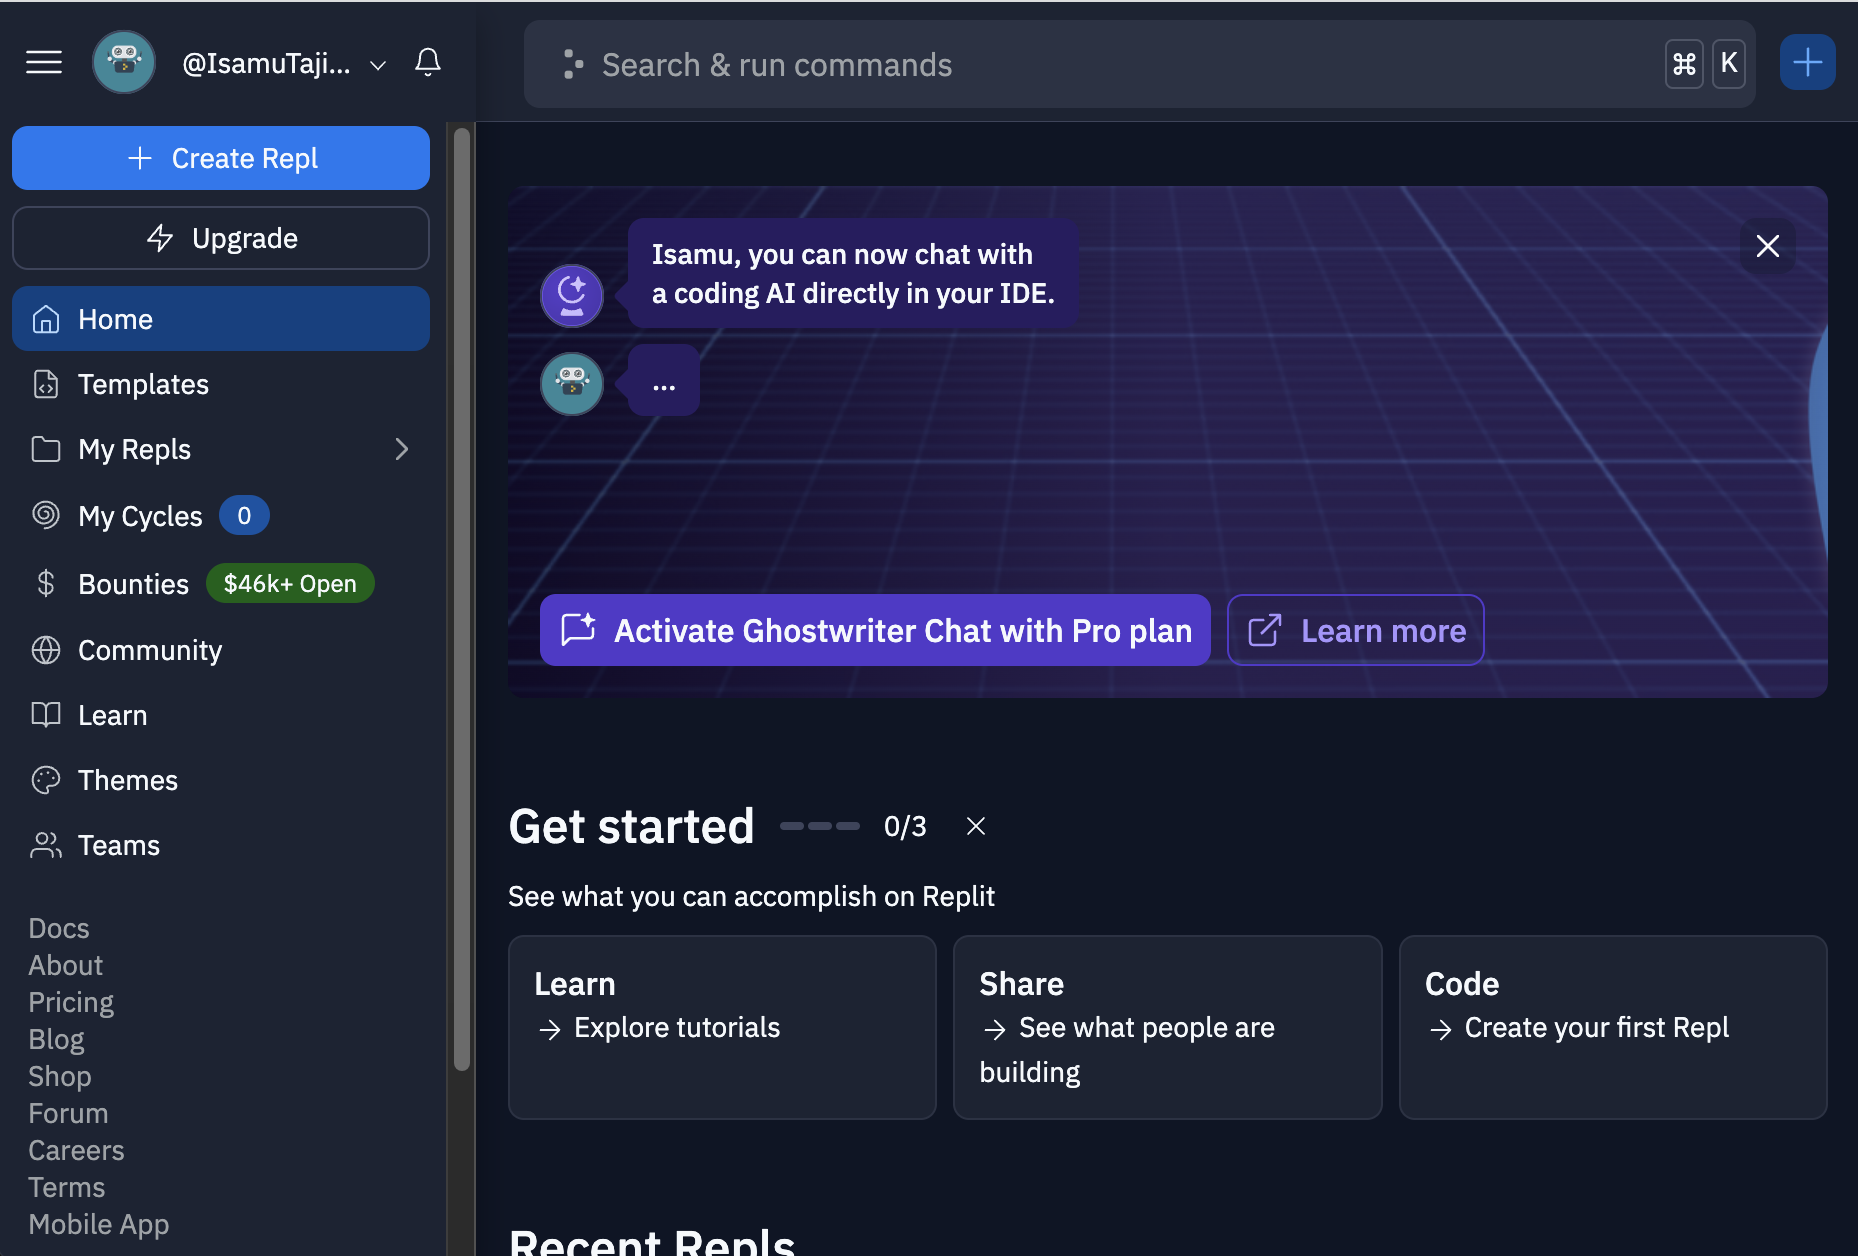 @IsamuTaji...
Search & run commands
⌘ K
Create Repl
Upgrade
Home
Templates
My Repls
My Cycles 0
Bounties $46k+ Open
Community
Learn
Themes
Teams
Docs
About
Pricing
Blog
Shop
Forum
Careers
Terms
Mobile App
Isamu, you can now chat with
a coding AI directly in your IDE.
...
Activate Ghostwriter Chat with Pro plan
Learn more
Get started 0/3
See what you can accomplish on Replit
Learn
→ Explore tutorials
Share
→ See what people are
building
Code
→ Create your first Repl
Recent Repls